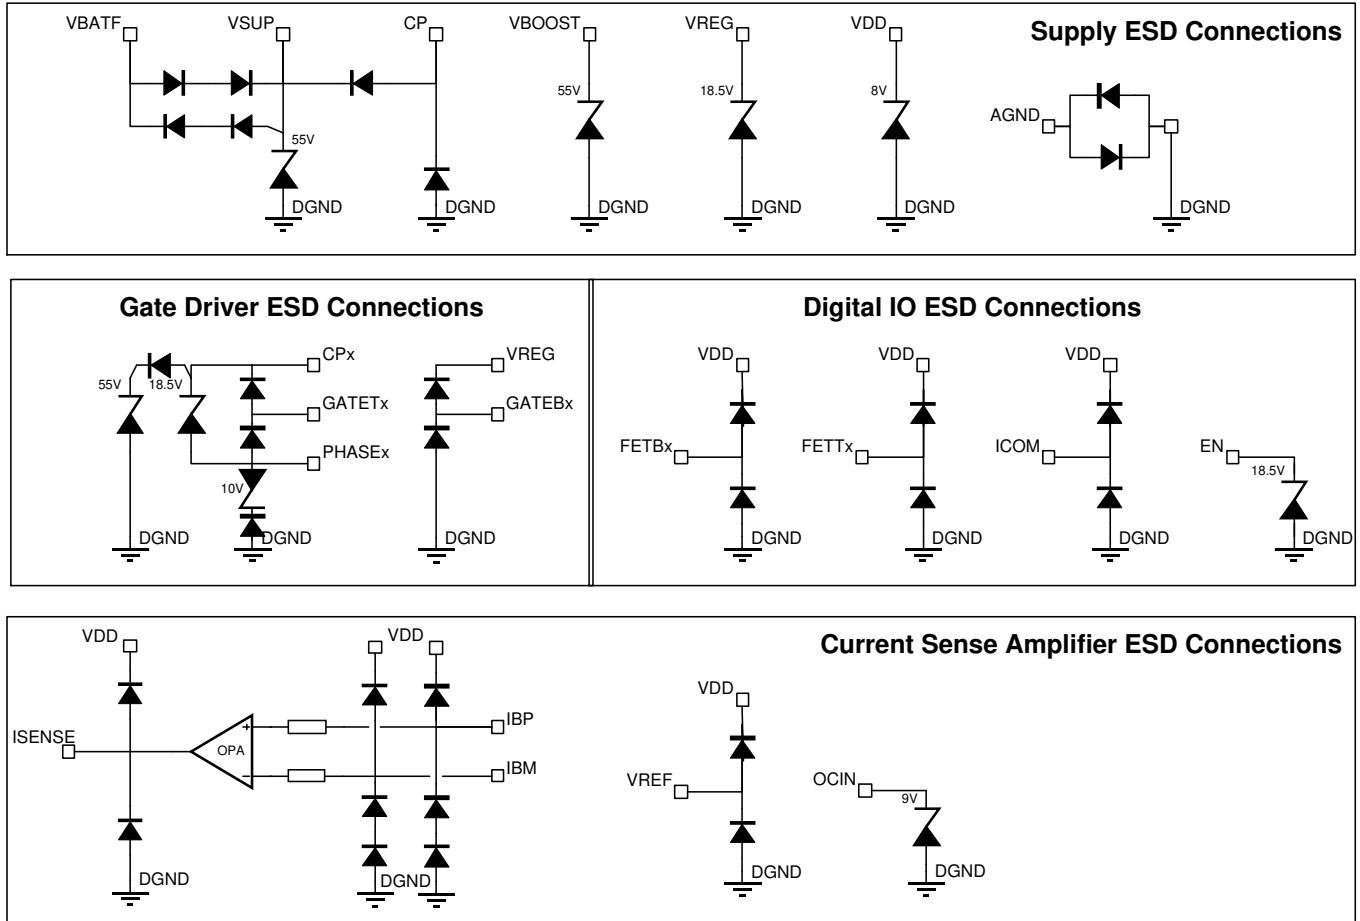 Supply ESD Connections
VBATF VSUP CP VBOOST VREG VDD
55V 18.5V 8V
AGND
55V
DGND DGND DGND DGND DGND DGND
Gate Driver ESD Connections
CPx VREG
55V 18.5V
GATETx GATEBx
PHASEx
10V
DGND DGND DGND
Digital IO ESD Connections
VDD VDD VDD
FETBx FETTx ICOM EN
18.5V
DGND DGND DGND DGND
Current Sense Amplifier ESD Connections
VDD VDD
IBP
+
ISENSE OPA
−
IBM
DGND DGND
VDD
VREF OCIN
9V
DGND DGND